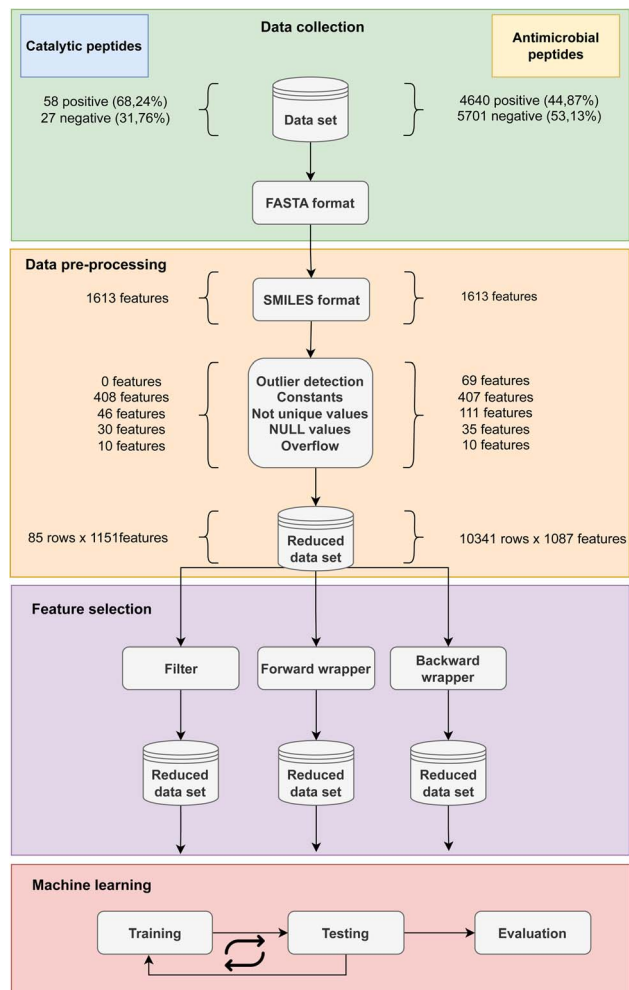 Data collection
Catalytic peptides
Antimicrobial
peptides
58 positive (68,24%)
27 negative (31,76%)
Data set
4640 positive (44,87%)
5701 negative (53,13%)
FASTA format
Data pre-processing
1613 features
SMILES format
1613 features
0 features
408 features
46 features
30 features
10 features
Outlier detection
Constants
Not unique values
NULL values
Overflow
69 features
407 features
111 features
35 features
10 features
85 rows x 1151features
Reduced
data set
10341 rows x 1087 features
Feature selection
Filter
Forward wrapper
Backward
wrapper
Reduced
data set
Reduced
data set
Reduced
data set
Machine learning
Training
Testing
Evaluation